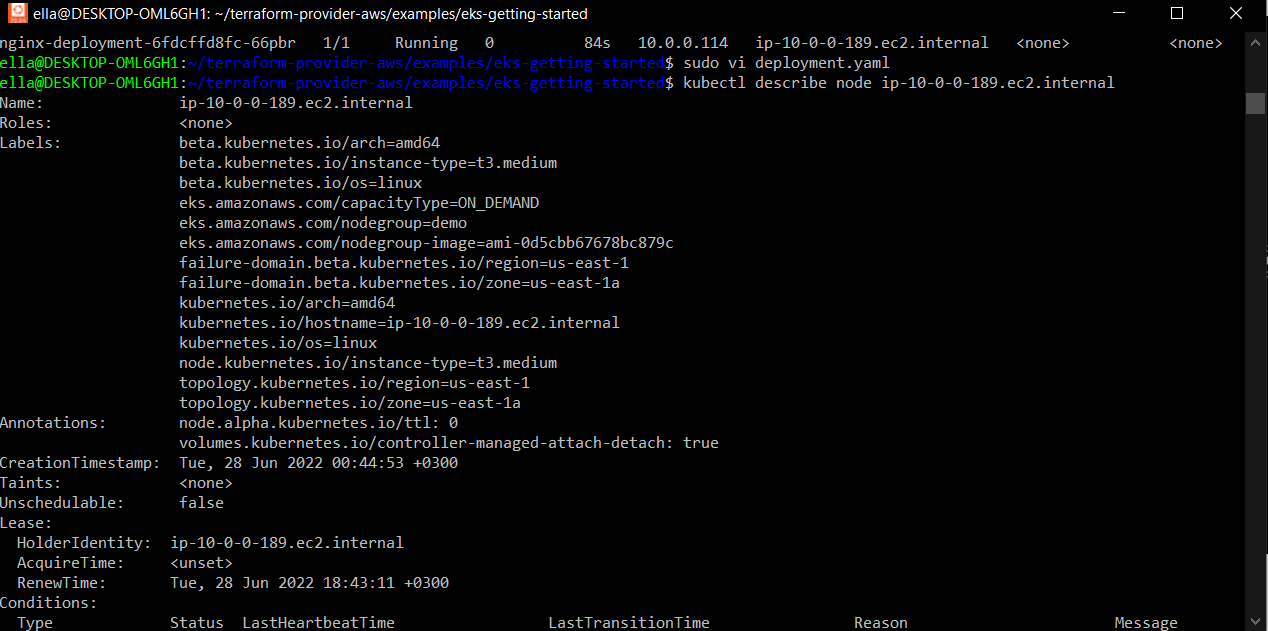 ella@DESKTOP-OML6GH1: ~/terraform-provider-aws/examples/eks-getting-started
nginx-deployment-6fdcffd8fc-66pbr   1/1     Running   0          84s   10.0.0.114   ip-10-0-0-189.ec2.internal   <none>           <none>
ella@DESKTOP-OML6GH1:~/terraform-provider-aws/examples/eks-getting-started$ sudo vi deployment.yaml
ella@DESKTOP-OML6GH1:~/terraform-provider-aws/examples/eks-getting-started$ kubectl describe node ip-10-0-0-189.ec2.internal
Name:               ip-10-0-0-189.ec2.internal
Roles:              <none>
Labels:             beta.kubernetes.io/arch=amd64
                    beta.kubernetes.io/instance-type=t3.medium
                    beta.kubernetes.io/os=linux
                    eks.amazonaws.com/capacityType=ON_DEMAND
                    eks.amazonaws.com/nodegroup=demo
                    eks.amazonaws.com/nodegroup-image=ami-0d5cbb67678bc879c
                    failure-domain.beta.kubernetes.io/region=us-east-1
                    failure-domain.beta.kubernetes.io/zone=us-east-1a
                    kubernetes.io/arch=amd64
                    kubernetes.io/hostname=ip-10-0-0-189.ec2.internal
                    kubernetes.io/os=linux
                    node.kubernetes.io/instance-type=t3.medium
                    topology.kubernetes.io/region=us-east-1
                    topology.kubernetes.io/zone=us-east-1a
Annotations:        node.alpha.kubernetes.io/ttl: 0
                    volumes.kubernetes.io/controller-managed-attach-detach: true
CreationTimestamp:  Tue, 28 Jun 2022 00:44:53 +0300
Taints:             <none>
Unschedulable:      false
Lease:
  HolderIdentity:  ip-10-0-0-189.ec2.internal
  AcquireTime:     <unset>
  RenewTime:       Tue, 28 Jun 2022 18:43:11 +0300
Conditions:
  Type             Status  LastHeartbeatTime                 LastTransitionTime                Reason                       Message